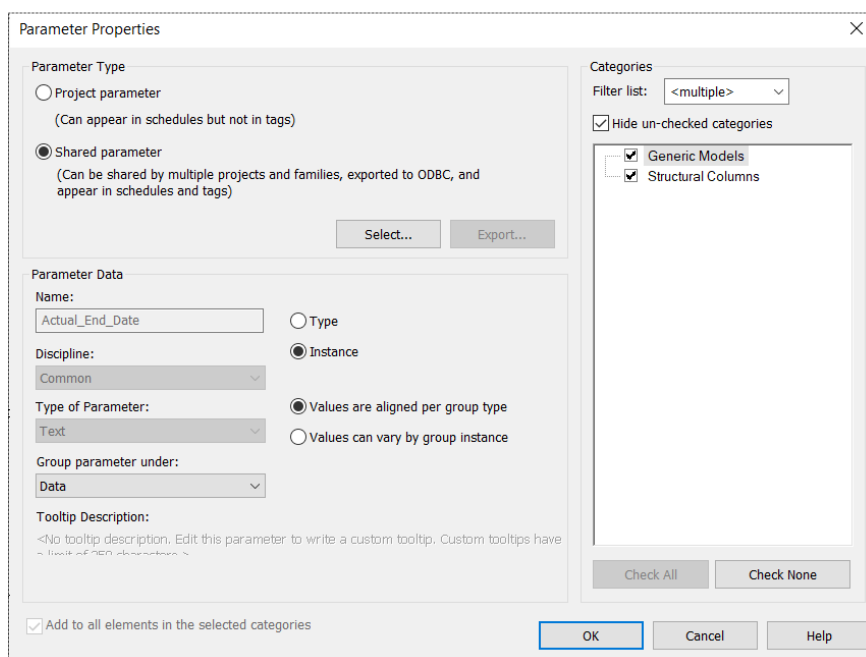 Parameter Properties
Parameter Type
Project parameter
(Can appear in schedules but not in tags)
Shared parameter
(Can be shared by multiple projects and families, exported to ODBC, and
appear in schedules and tags)
Select...
Export...
Parameter Data
Name:
Actual_End_Date
Type
Discipline:
Instance
Common
Type of Parameter:
Values are aligned per group type
Text
Values can vary by group instance
Group parameter under:
Data
Tooltip Description:
<No tooltip description. Edit this parameter to write a custom tooltip. Custom tooltips have
a limit of 250 characters.>
Add to all elements in the selected categories
Categories
Filter list:
<multiple>
Hide un-checked categories
Generic Models
Structural Columns
Check All
Check None
OK
Cancel
Help